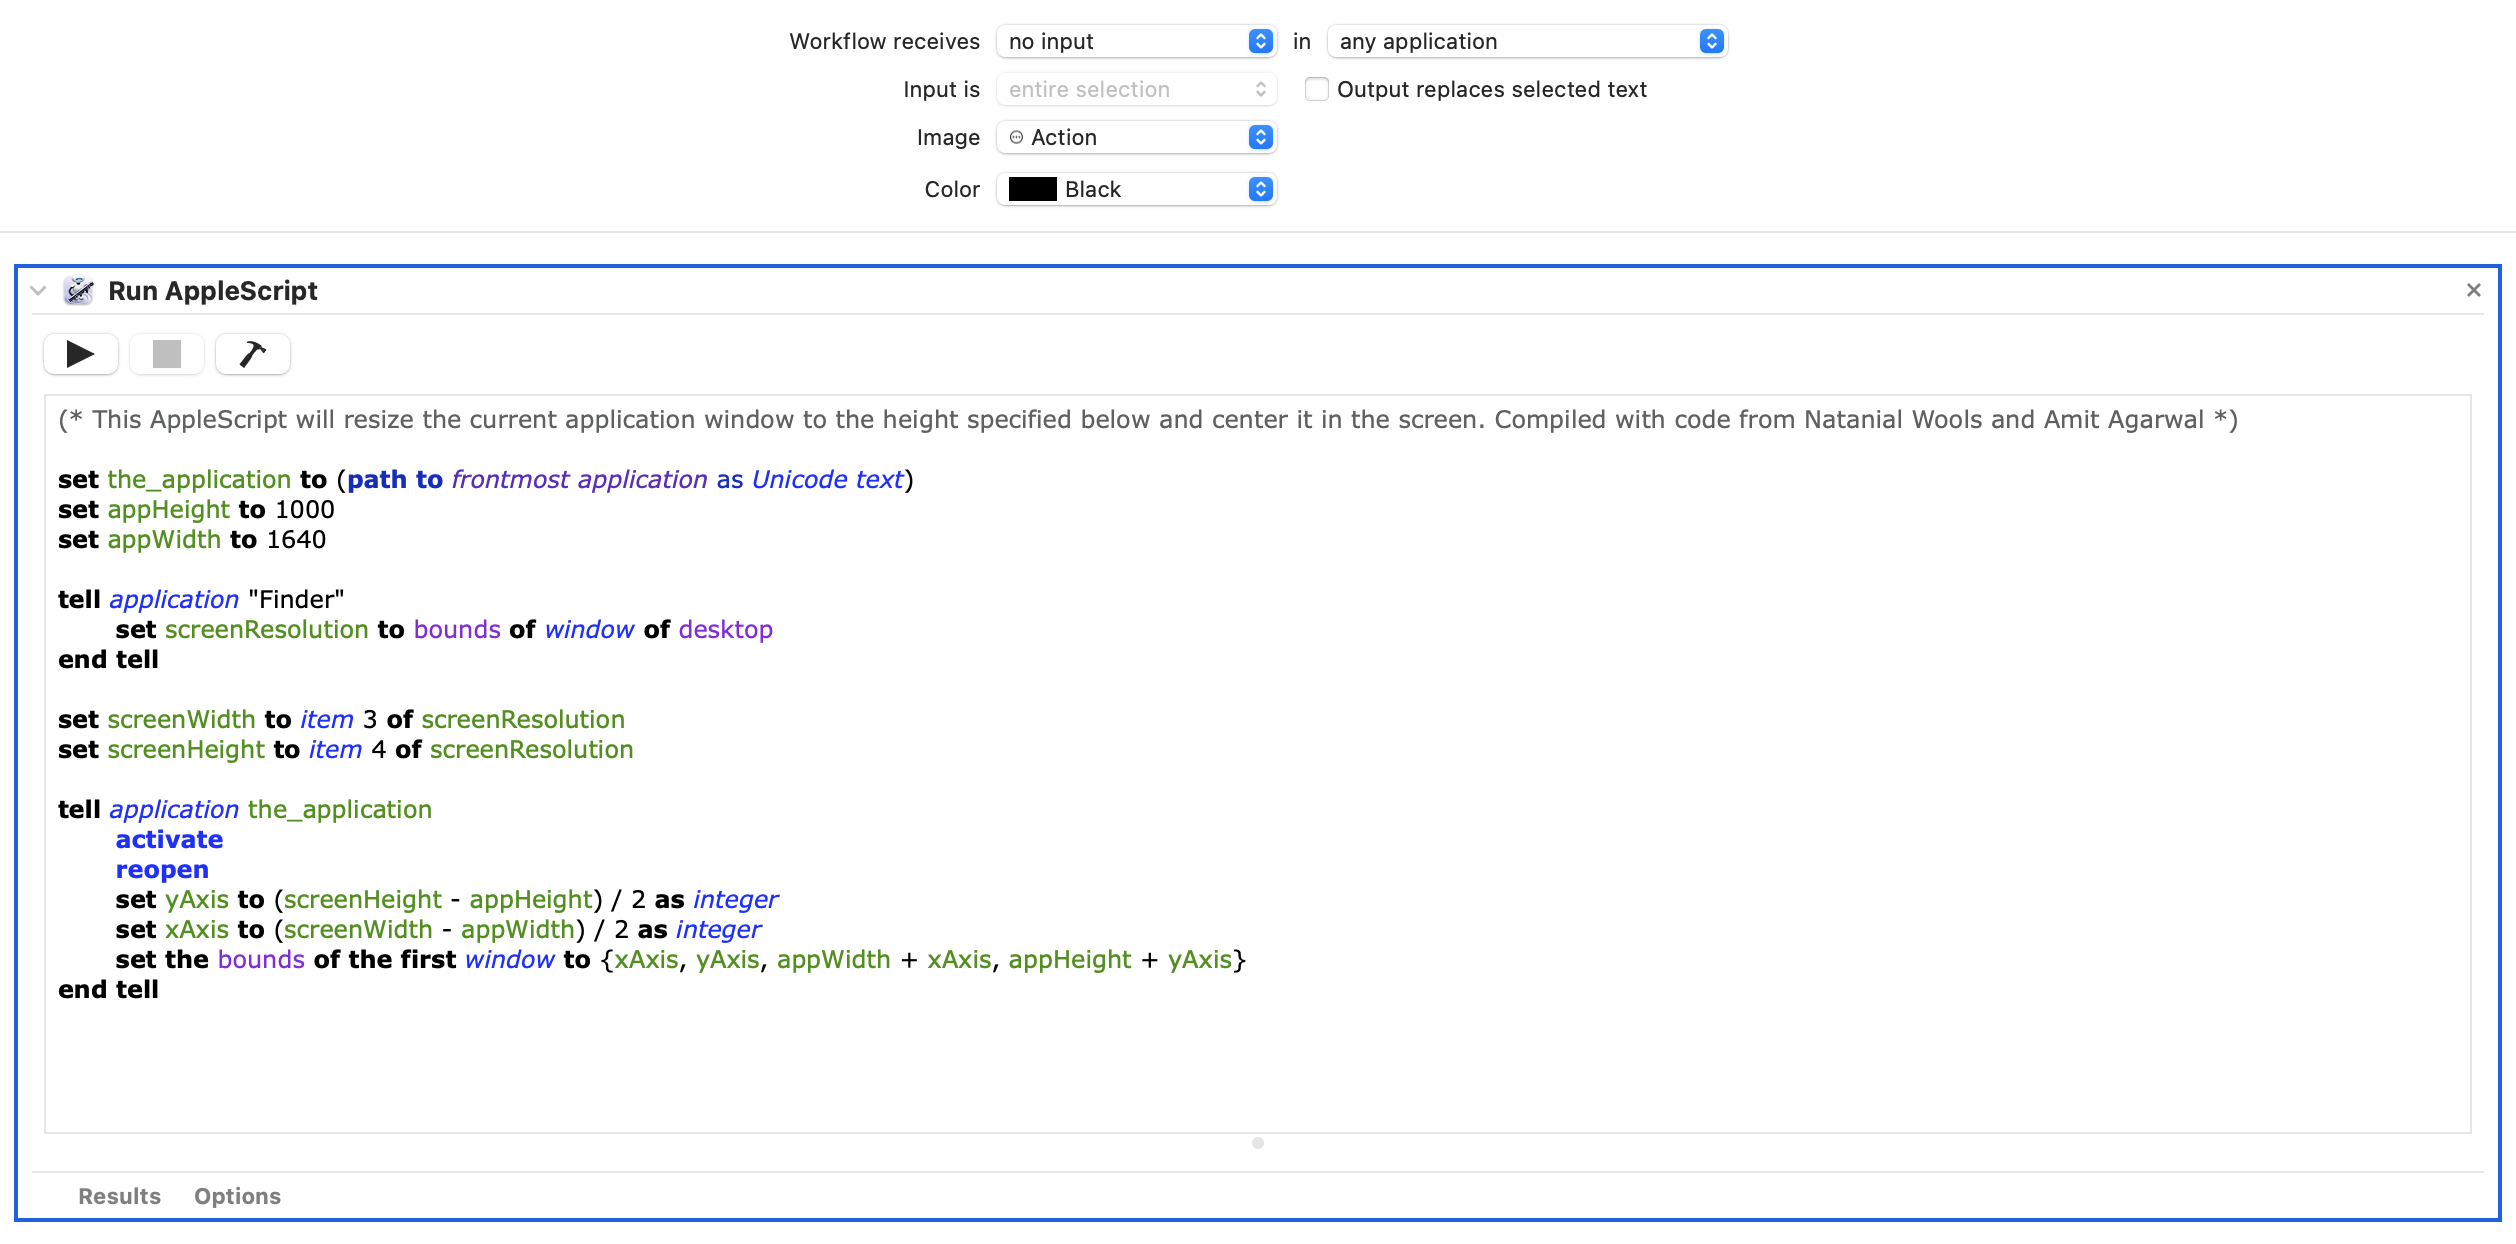 Workflow receives no input in any application
Input is entire selection Output replaces selected text
Image Action
Color Black
Run AppleScript
(* This AppleScript will resize the current application window to the height specified below and center it in the screen. Compiled with code from Natanial Wools and Amit Agarwal *)
set the_application to (path to frontmost application as Unicode text)
set appHeight to 1000
set appWidth to 1640
tell application "Finder"
set screenResolution to bounds of window of desktop
end tell
set screenWidth to item 3 of screenResolution
set screenHeight to item 4 of screenResolution
tell application the_application
activate
reopen
set yAxis to (screenHeight - appHeight) / 2 as integer
set xAxis to (screenWidth - appWidth) / 2 as integer
set the bounds of the first window to {xAxis, yAxis, appWidth + xAxis, appHeight + yAxis}
end tell
Results Options